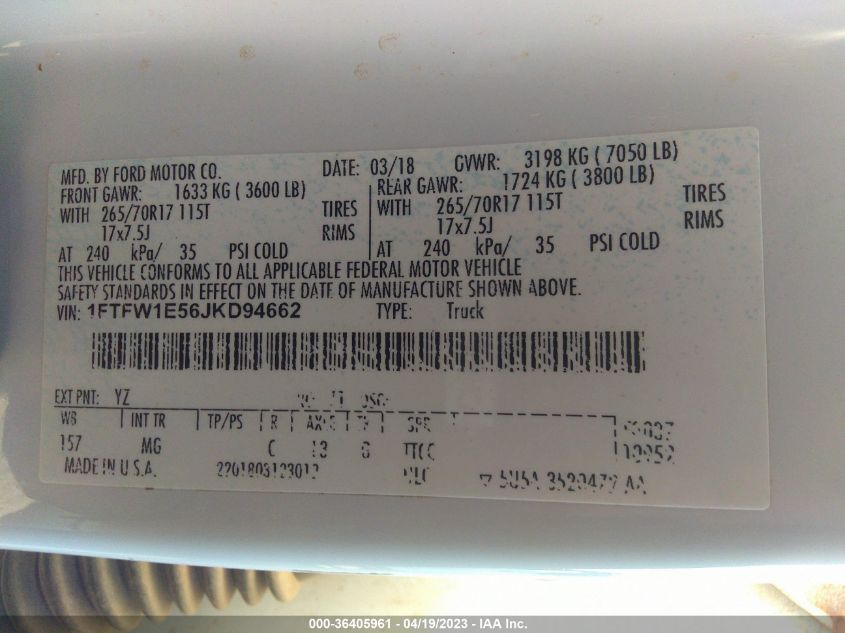 MFD. BY FORD MOTOR CO. DATE: 03/18 GVWR: 3198 KG ( 7050 LB)
FRONT GAWR: 1633 KG ( 3600 LB) REAR GAWR: 1724 KG ( 3800 LB)
WITH 265/70R17 115T TIRES WITH 265/70R17 115T TIRES
17x7.5J RIMS 17x7.5J RIMS
AT 240 kPa/ 35 PSI COLD AT 240 kPa/ 35 PSI COLD
THIS VEHICLE CONFORMS TO ALL APPLICABLE FEDERAL MOTOR VEHICLE
SAFETY STANDARDS IN EFFECT ON THE DATE OF MANUFACTURE SHOWN ABOVE.
VIN: 1FTFW1E56JKD94662 TYPE: Truck
EXT PNT: YZ
WB INT TR TP/PS R
157 MG
MADE IN U.S.A.
000-36405961 - 04/19/2023 - IAA Inc.